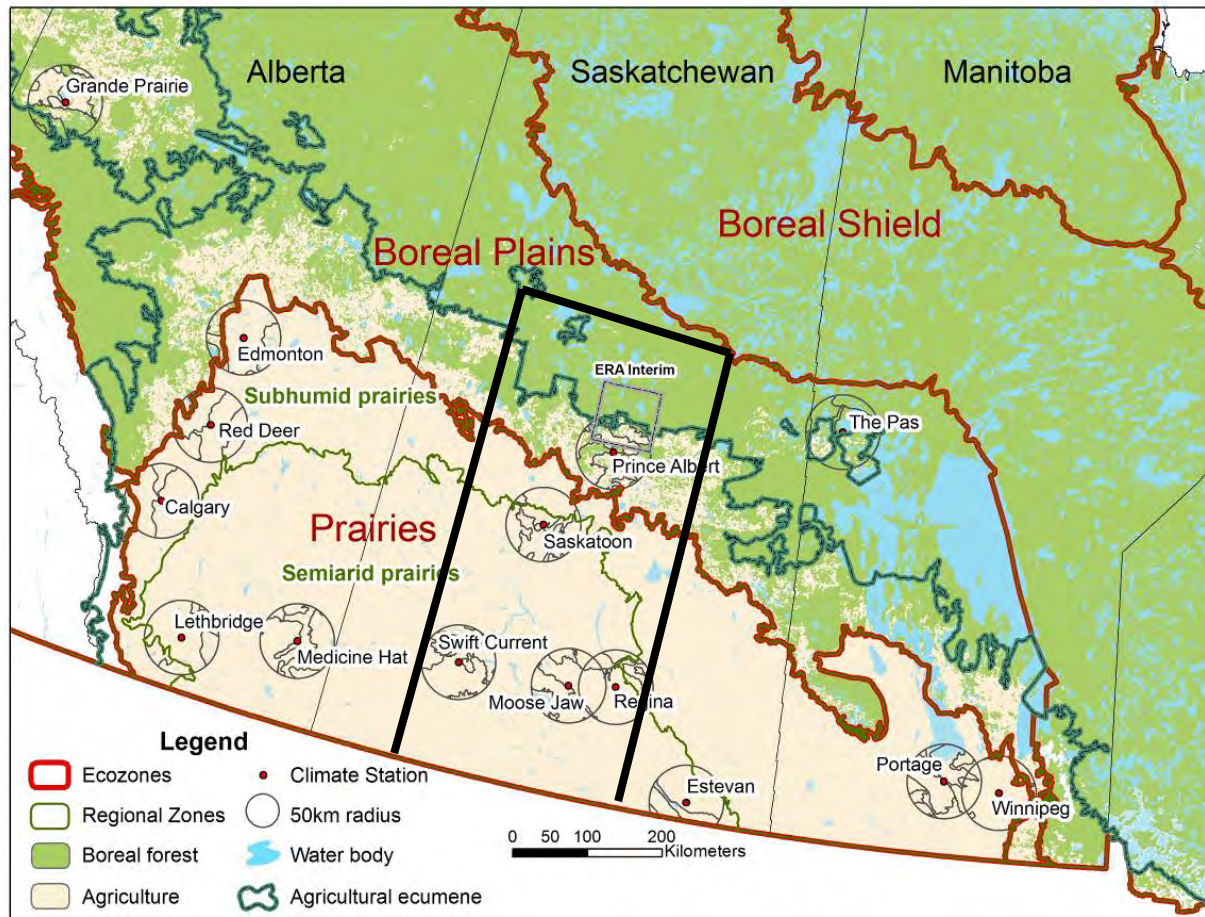 Alberta
Saskatchewan
Manitoba
Grande Prairie
Boreal Shield
Boreal Plains
Edmonton
ERA Interim
Subhumid prairies
Red Deer
The Pas
Prince Albert
Calgary
Prairies
Saskatoon
Semiarid prairies
Lethbridge
Medicine Hat
Swift Current
Moose Jaw
Regina
Legend
Ecozones
Climate Station
Regional Zones
50km radius
Boreal forest
Water body
Agriculture
Agricultural ecumene
Portage
Estevan
Winnipeg
0 50 100 200
Kilometers